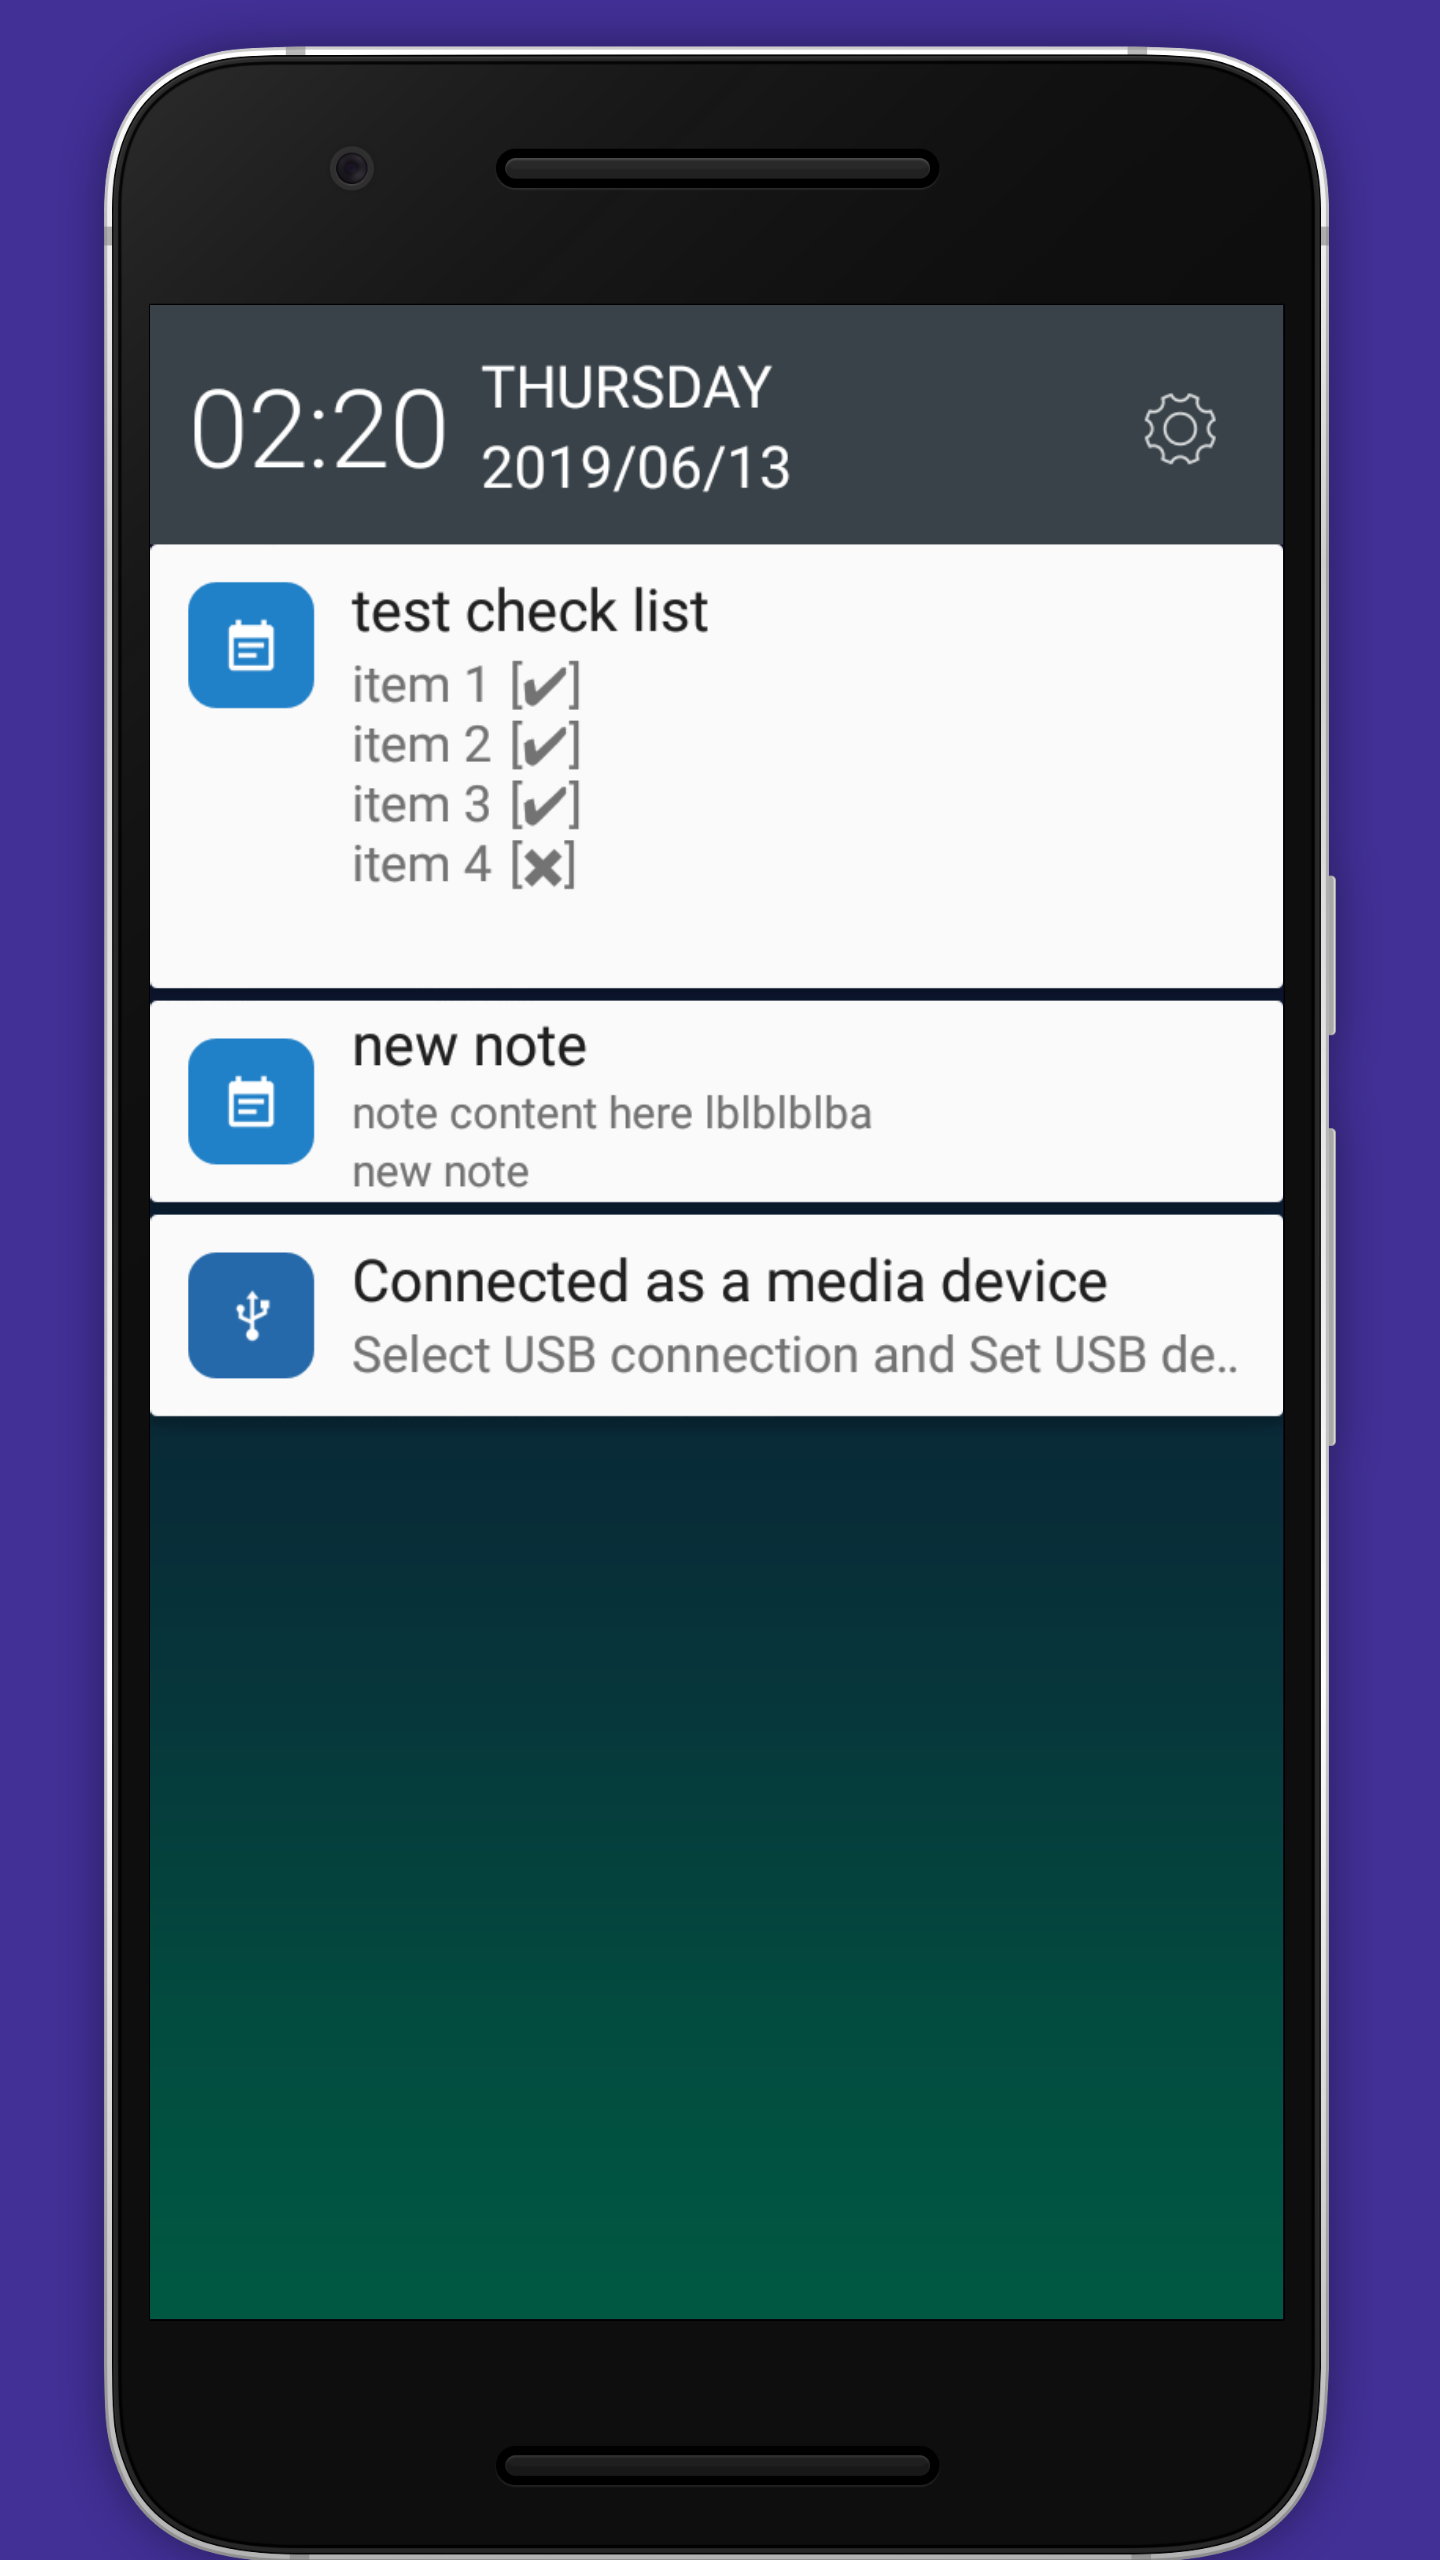 02:20
THURSDAY
2019/06/13
test check list
item 1 [✔]
item 2 [✔]
item 3 [✔]
item 4 [✖]
new note
note content here lblblblba
new note
Connected as a media device
Select USB connection and Set USB de..